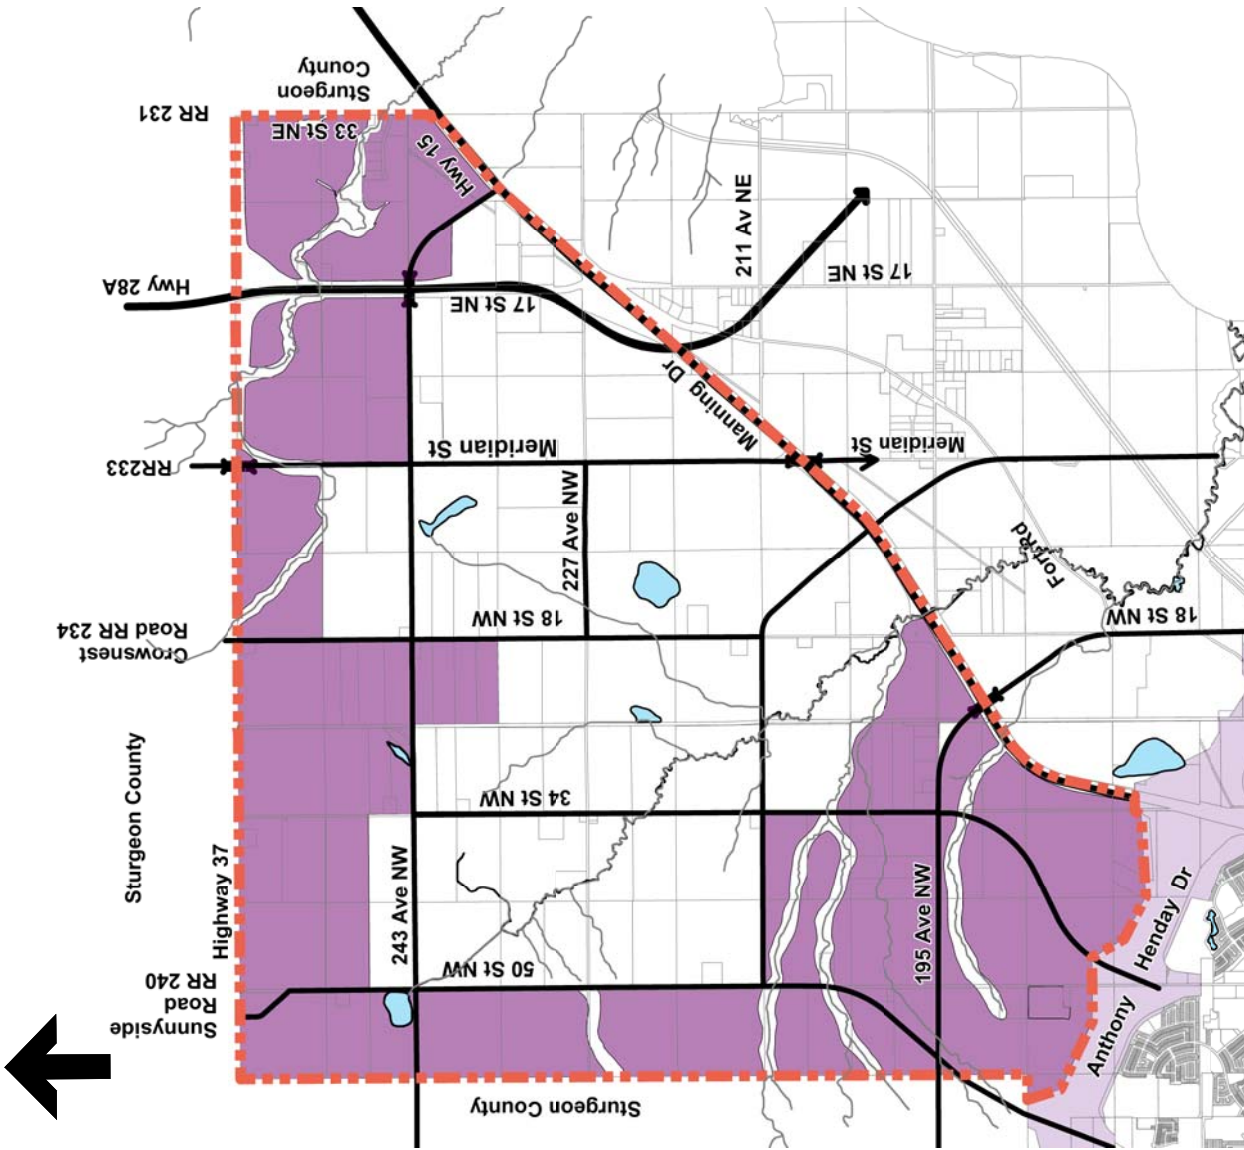 Sturgeon
County
RR 231
33 St NE
Hwy 15
211 Av NE
17 St NE
Hwy 28A
17 St NE
Manning Dr
Meridian St
Meridian St
RR233
227 Ave NW
Fort Rd
18 St NW
18 St NW
Crowsnest
Road RR 234
Sturgeon County
34 St NW
Highway 37
243 Ave NW
195 Ave NW
Henday Dr
50 St NW
Sunnyside
Road
RR 240
Anthony
Sturgeon County